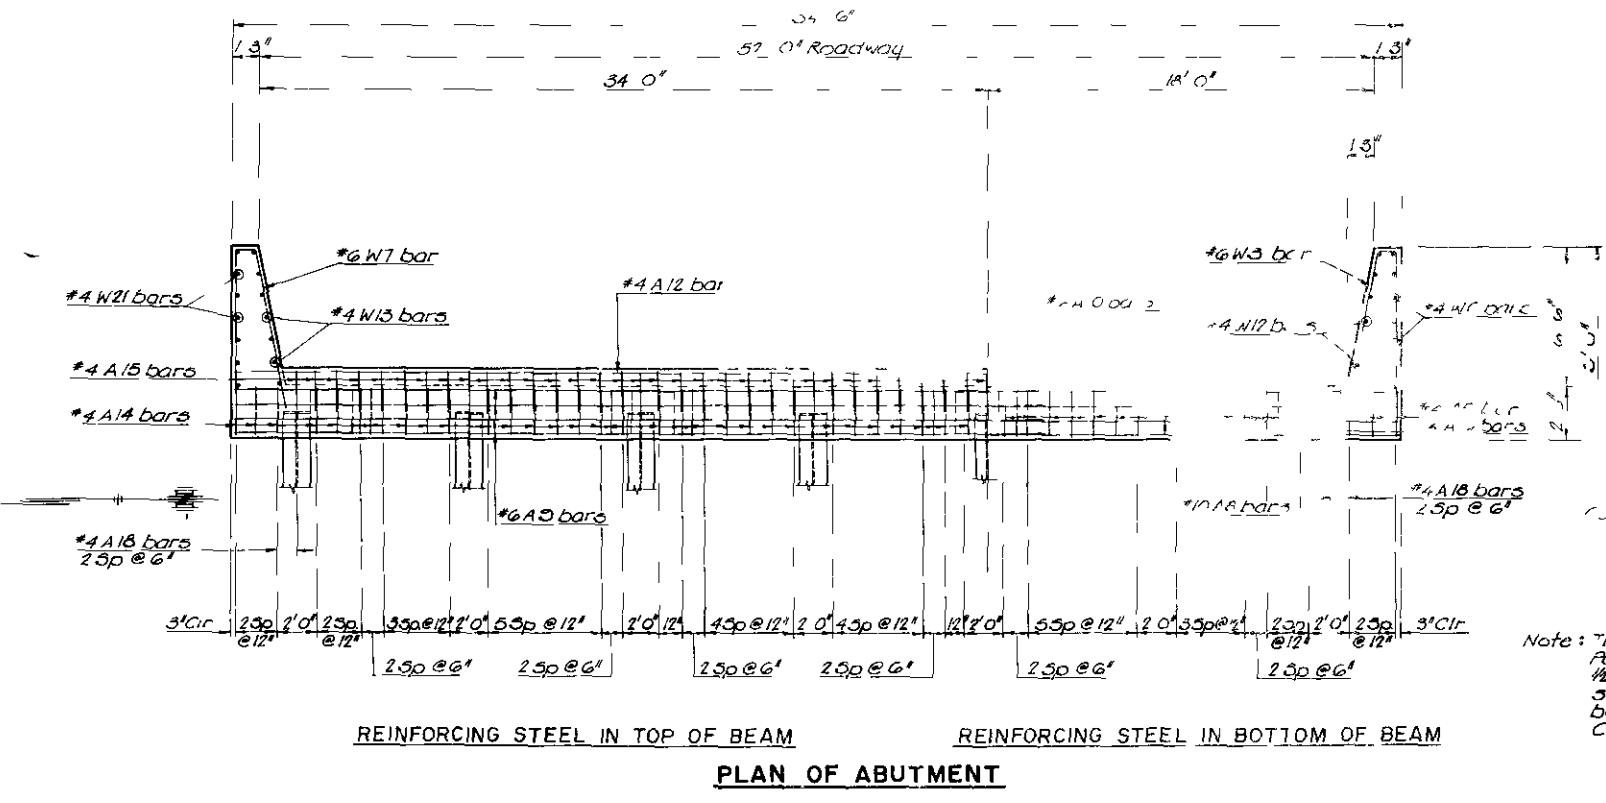 6"
1 3"
0" Roadway
1 3"
34 0"
18' 0"
1 3"
#6 W7 bar
#4 W21 bars
#4 W13 bars
#4 A12 bar
#6 W3
#4 A15 bars
#4 A14 bars
#6 A9 bars
bars
#4 A18 bars
2 Sp @ 6"
#4 A18 bars
2 Sp @ 6"
3" Clr 2 Sp @ 12" 2' 0" 2 Sp @ 12" 3 Sp @ 12" 2' 0" 5 Sp @ 12" 2' 0" 12" 4 Sp @ 12" 2 0" 4 Sp @ 12" 12" 2' 0" 5 Sp @ 12" 2 0" 2 Sp @ 12" 2' 0" 2 Sp @ 12" 3" Clr
2 Sp @ 6" 2 Sp @ 6" 2 Sp @ 6" 2 Sp @ 6" 2 Sp @ 6" 2 Sp @ 6"
Note:
REINFORCING STEEL IN TOP OF BEAM
REINFORCING STEEL IN BOTTOM OF BEAM
PLAN OF ABUTMENT